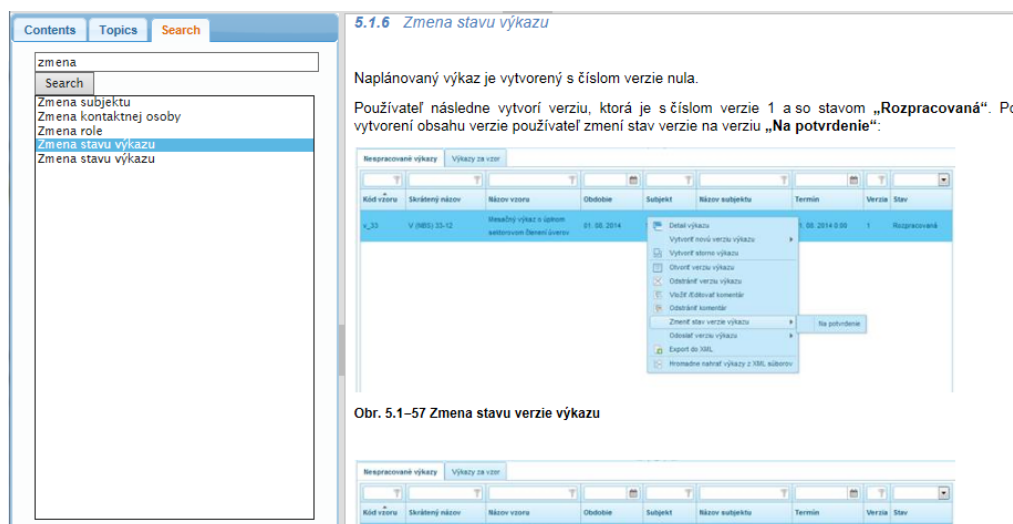 Contents Topics Search
zmena
Search
Zmena subjektu
Zmena kontaktnej osoby
Zmena role
Zmena stavu výkazu
Zmena stavu výkazu
5.1.6 Zmena stavu výkazu
Naplánovaný výkaz je vytvorený s číslom verzie nula.
Používateľ následne vytvorí verziu, ktorá je s číslom verzie 1 a so stavom „Rozpracovaná“. Po
vytvorení obsahu verzie používateľ zmení stav verzie na verziu „Na potvrdenie“:
Nespracované výkazy Výkazy za vzor
Kód vzoru Skrátený názov Názov vzoru Obdobie Subjekt Názov subjektu Termín Verzia Stav
v_33 V (NBS) 33-12 Mesačný výkaz o úplnom sektorovom členení úverov 01. 08. 2014 1. 08. 2014 0:09 1 Rozpracovaná
Detail výkazu
Vytvoriť novú verziu výkazu
Vytvoriť storno výkazu
Otvoriť verziu výkazu
Odstrániť verziu výkazu
Vložiť /Editovať komentár
Odstrániť komentár
Zmeniť stav verzie výkazu Na potvrdenie
Odoslať verziu výkazu
Export do XML
Hromadne nahrať výkazy z XML súborov
Obr. 5.1–57 Zmena stavu verzie výkazu
Nespracované výkazy Výkazy za vzor
Kód vzoru Skrátený názov Názov vzoru Obdobie Subjekt Názov subjektu Termín Verzia Stav